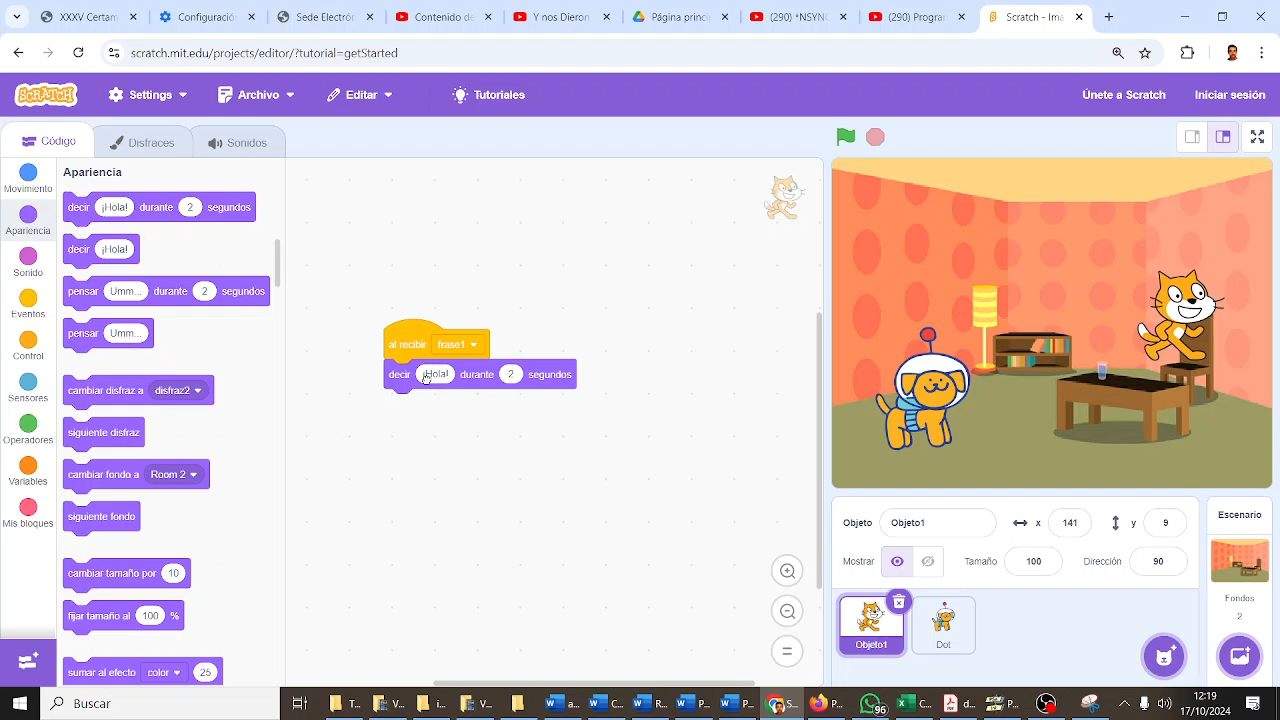 XXXV Certam
Configuración
Sede Electró
Contenido de
Y nos Dieron
Página princi
(290) *NSYNC
(290) Progra
Scratch - Ima
scratch.mit.edu/projects/editor/?tutorial=getStarted
SCRATCH
Settings
Archivo
Editar
Tutoriales
Únete a Scratch
Iniciar sesión
Código
Disfraces
Sonidos
Movimiento
Apariencia
Sonido
Eventos
Control
Sensores
Operadores
Variables
Mis bloques
Apariencia
decir ¡Hola! durante 2 segundos
decir ¡Hola!
pensar Umm... durante 2 segundos
pensar Umm...
cambiar disfraz a disfraz2
siguiente disfraz
cambiar fondo a Room 2
siguiente fondo
cambiar tamaño por 10
fijar tamaño al 100 %
sumar al efecto color 25
al recibir frase1
decir ¡Hola! durante 2 segundos
Objeto Objeto1 x 141 y 9
Mostrar Tamaño 100 Dirección 90
Objeto1
Dot
Escenario
Fondos
2
Buscar
V...
i...
V...
B...
C...
R...
P...
P...
S...
P...
96
C...
d...
P...
12:19
17/10/2024